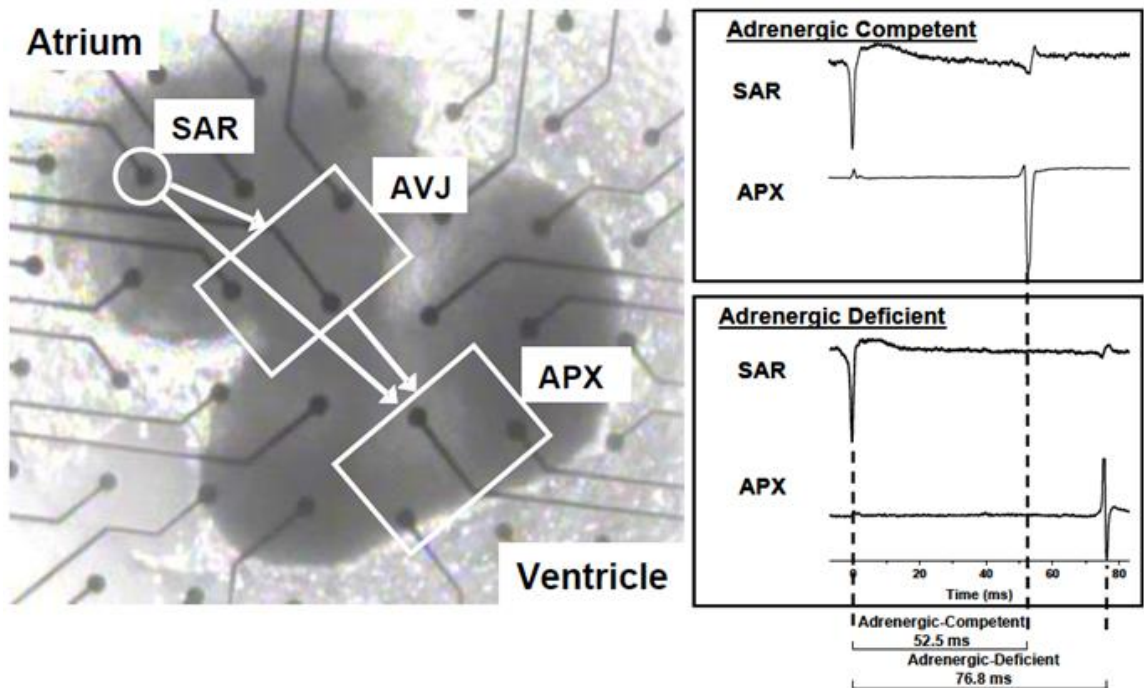 Atrium
SAR
AVJ
APX
Ventricle
Adrenergic Competent
SAR
APX
Adrenergic Deficient
SAR
APX
0 20 40 60 80
Time (ms)
Adrenergic-Competent
52.5 ms
Adrenergic-Deficient
76.8 ms